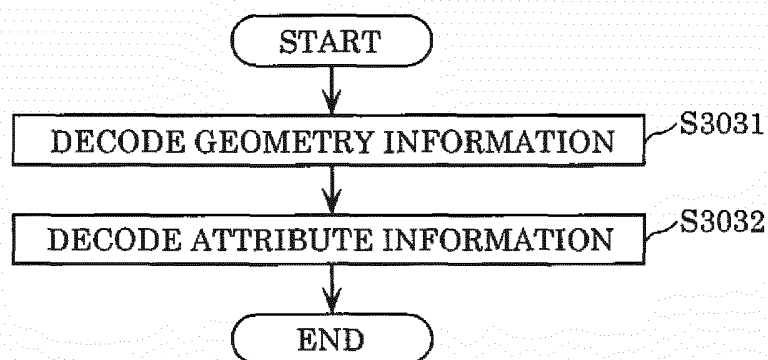 START
DECODE GEOMETRY INFORMATION
S3031
DECODE ATTRIBUTE INFORMATION
S3032
END